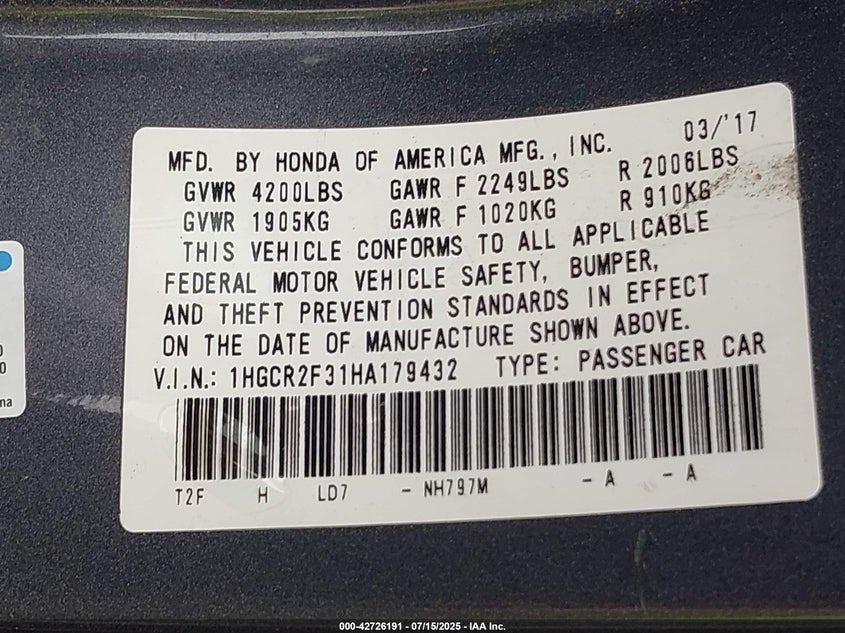 MFD. BY HONDA OF AMERICA MFG., INC. 03/'17
GVWR 4200LBS GAWR F 2249LBS R 2006LBS
GVWR 1905KG GAWR F 1020KG R 910KG
THIS VEHICLE CONFORMS TO ALL APPLICABLE
FEDERAL MOTOR VEHICLE SAFETY, BUMPER,
AND THEFT PREVENTION STANDARDS IN EFFECT
ON THE DATE OF MANUFACTURE SHOWN ABOVE.
V.I.N.: 1HGCR2F31HA179432 TYPE: PASSENGER CAR
T2F H LD7 - NH797M - A - A
0
0
na
000-42726191 - 07/15/2025 - IAA Inc.